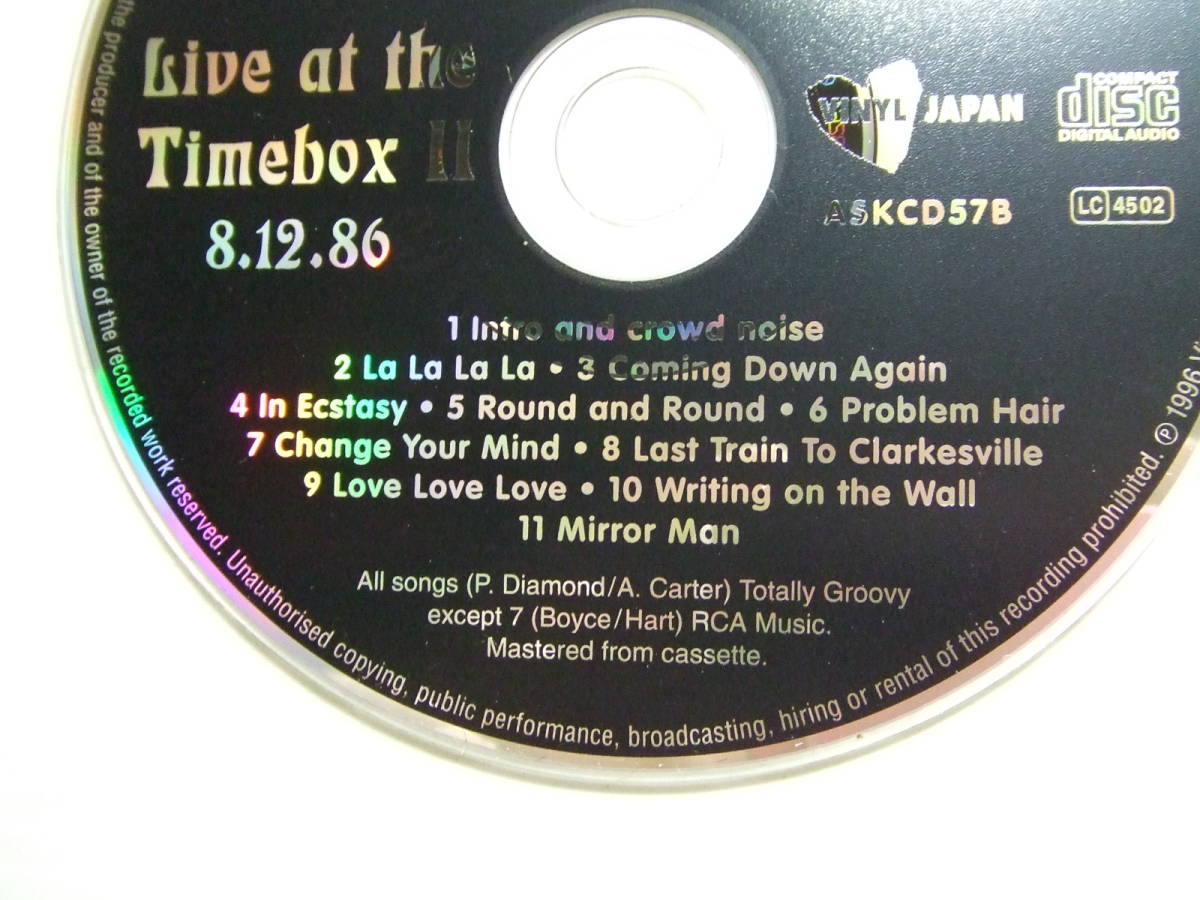 Live at the
Timebox II
8.12.86
VINYL JAPAN
COMPACT
disc
DIGITAL AUDIO
ASKCD57B
LC 4502
1 Intro and crowd noise
2 La La La La • 3 Coming Down Again
4 In Ecstasy • 5 Round and Round • 6 Problem Hair
7 Change Your Mind • 8 Last Train To Clarkesville
9 Love Love Love • 10 Writing on the Wall
11 Mirror Man
All songs (P. Diamond/A. Carter) Totally Groovy
except 7 (Boyce/Hart) RCA Music.
Mastered from cassette.
the producer and of the owner of the recorded work reserved. Unauthorised copying, public performance, broadcasting, hiring or rental of this recording prohibited. ℗ 1996